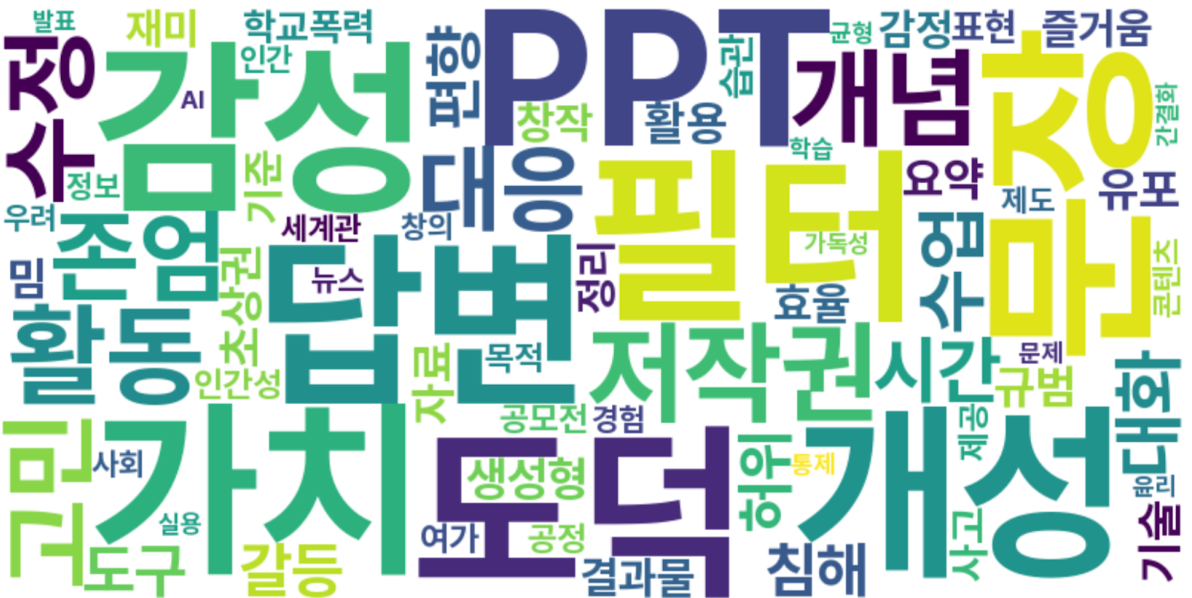 발표
재미
학교폭력
PPT
균형
감정
표현
즐거움
수정
감성
인간
AI
편향
습관
개념
문장
간결화
창작
활용
학습
정보
기준
대응
필터
요약
제도
유보
우려
존엄
세계관
창의
가독성
밈
초상권
답변
뉴스
정리
효율
수업
콘텐츠
활동
인간성
자료
목적
저작권
시간
문제
규범
대화
고민
가치
사회
공모전
경험
도덕
생성형
허위
통제
개성
제공
윤리
실용
도구
갈등
여가
공정
결과물
침해
사고
기술